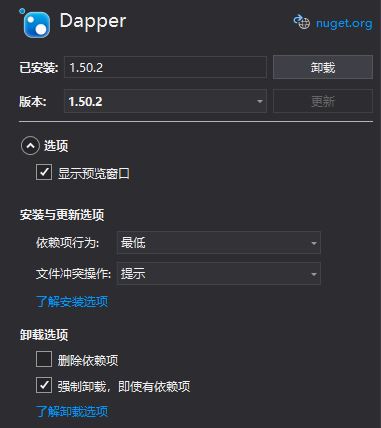 Dapper
nuget.org
已安装: 1.50.2 卸载
版本: 1.50.2 更新
选项
显示预览窗口
安装与更新选项
依赖项行为: 最低
文件冲突操作: 提示
了解安装选项
卸载选项
删除依赖项
强制卸载，即使有依赖项
了解卸载选项